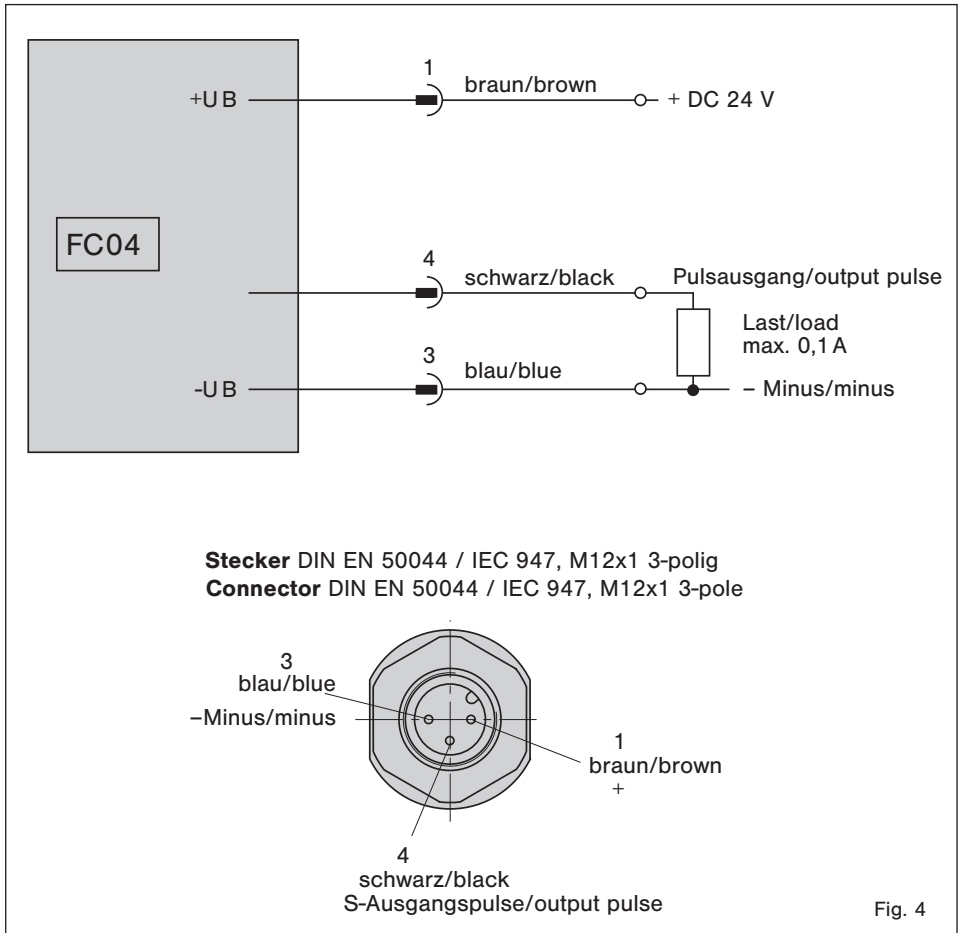 1
braun/brown
+UB
+ DC 24 V
FC04
4
schwarz/black
Pulsausgang/output pulse
Last/load
max. 0,1 A
3
blau/blue
-UB
– Minus/minus
Stecker DIN EN 50044 / IEC 947, M12x1 3-polig
Connector DIN EN 50044 / IEC 947, M12x1 3-pole
3
blau/blue
–Minus/minus
1
braun/brown
+
4
schwarz/black
S-Ausgangspulse/output pulse
Fig. 4